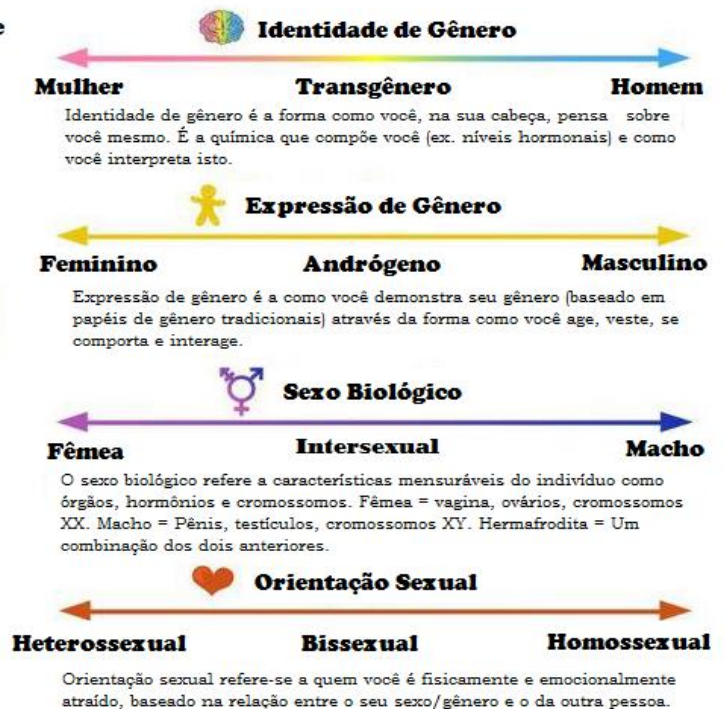 e
Identidade de Gênero
Mulher Transgênero Homem
Identidade de gênero é a forma como você, na sua cabeça, pensa sobre
você mesmo. É a química que compõe você (ex. níveis hormonais) e como
você interpreta isto.
Expressão de Gênero
Feminino Andrógeno Masculino
Expressão de gênero é a como você demonstra seu gênero (baseado em
papéis de gênero tradicionais) através da forma como você age, veste, se
comporta e interage.
Sexo Biológico
Fêmea Intersexual Macho
O sexo biológico refere a características mensuráveis do indivíduo como
órgãos, hormônios e cromossomos. Fêmea = vagina, ovários, cromossomos
XX. Macho = Pênis, testículos, cromossomos XY. Hermafrodita = Um
combinação dos dois anteriores.
Orientação Sexual
Heterossexual Bissexual Homossexual
Orientação sexual refere-se a quem você é fisicamente e emocionalmente
atraído, baseado na relação entre o seu sexo/gênero e o da outra pessoa.